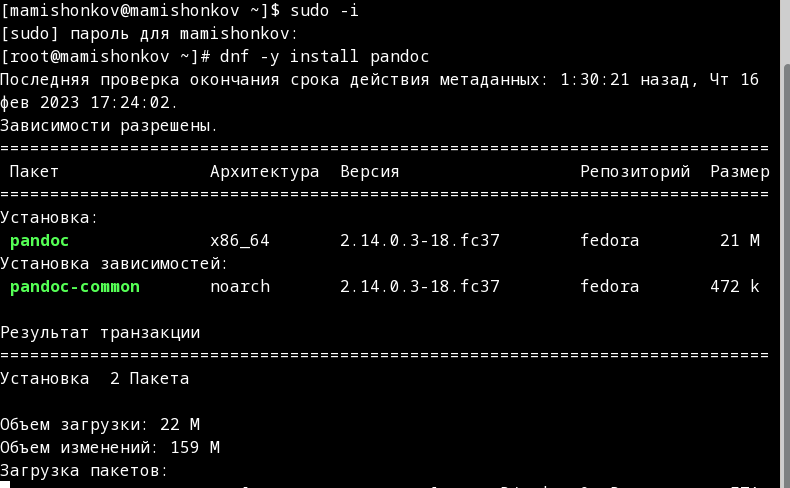 [mamishonkov@mamishonkov ~]$ sudo -i
[sudo] пароль для mamishonkov:
[root@mamishonkov ~]# dnf -y install pandoc
Последняя проверка окончания срока действия метаданных: 1:30:21 назад, Чт 16
фев 2023 17:24:02.
Зависимости разрешены.
================================================================================
Пакет Архитектура Версия Репозиторий Размер
================================================================================
Установка:
pandoc x86_64 2.14.0.3-18.fc37 fedora 21 M
Установка зависимостей:
pandoc-common noarch 2.14.0.3-18.fc37 fedora 472 k
Результат транзакции
================================================================================
Установка 2 Пакета
Объем загрузки: 22 M
Объем изменений: 159 M
Загрузка пакетов: